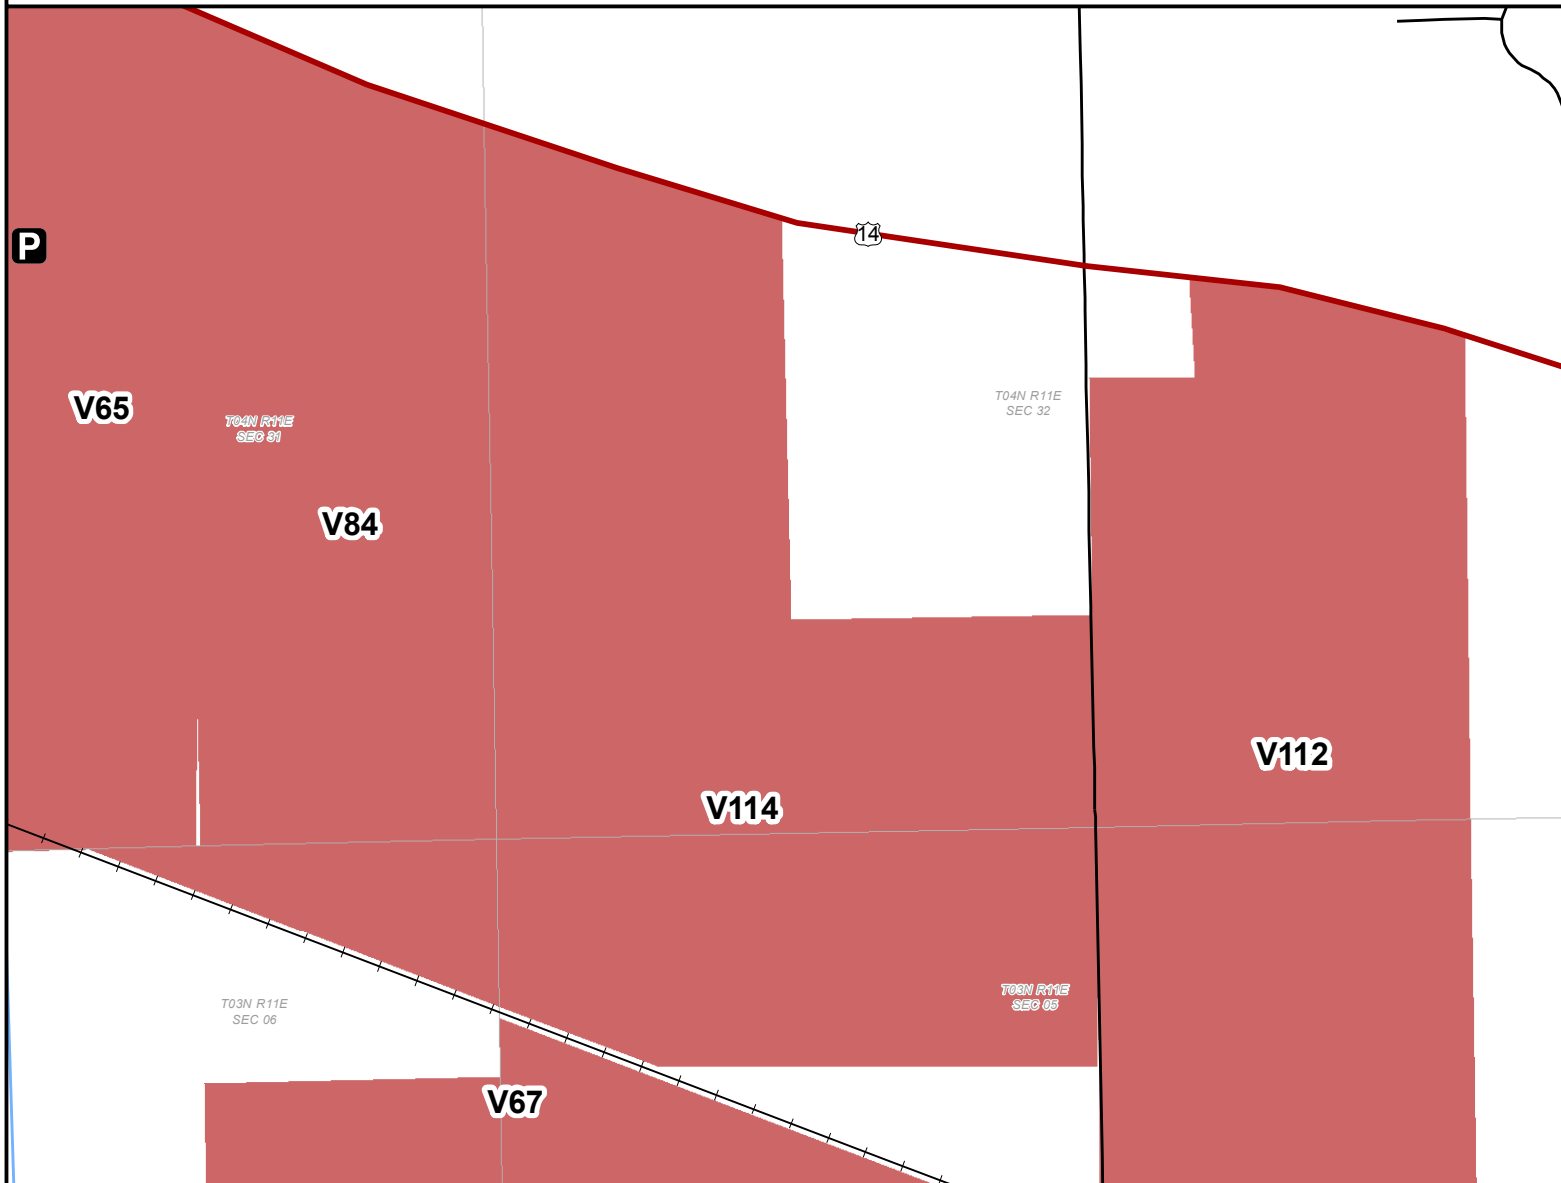 14
P
V65
T04N R11E
SEC 31
T04N R11E
SEC 32
V84
V112
V114
T03N R11E
SEC 06
T03N R11E
SEC 05
V67